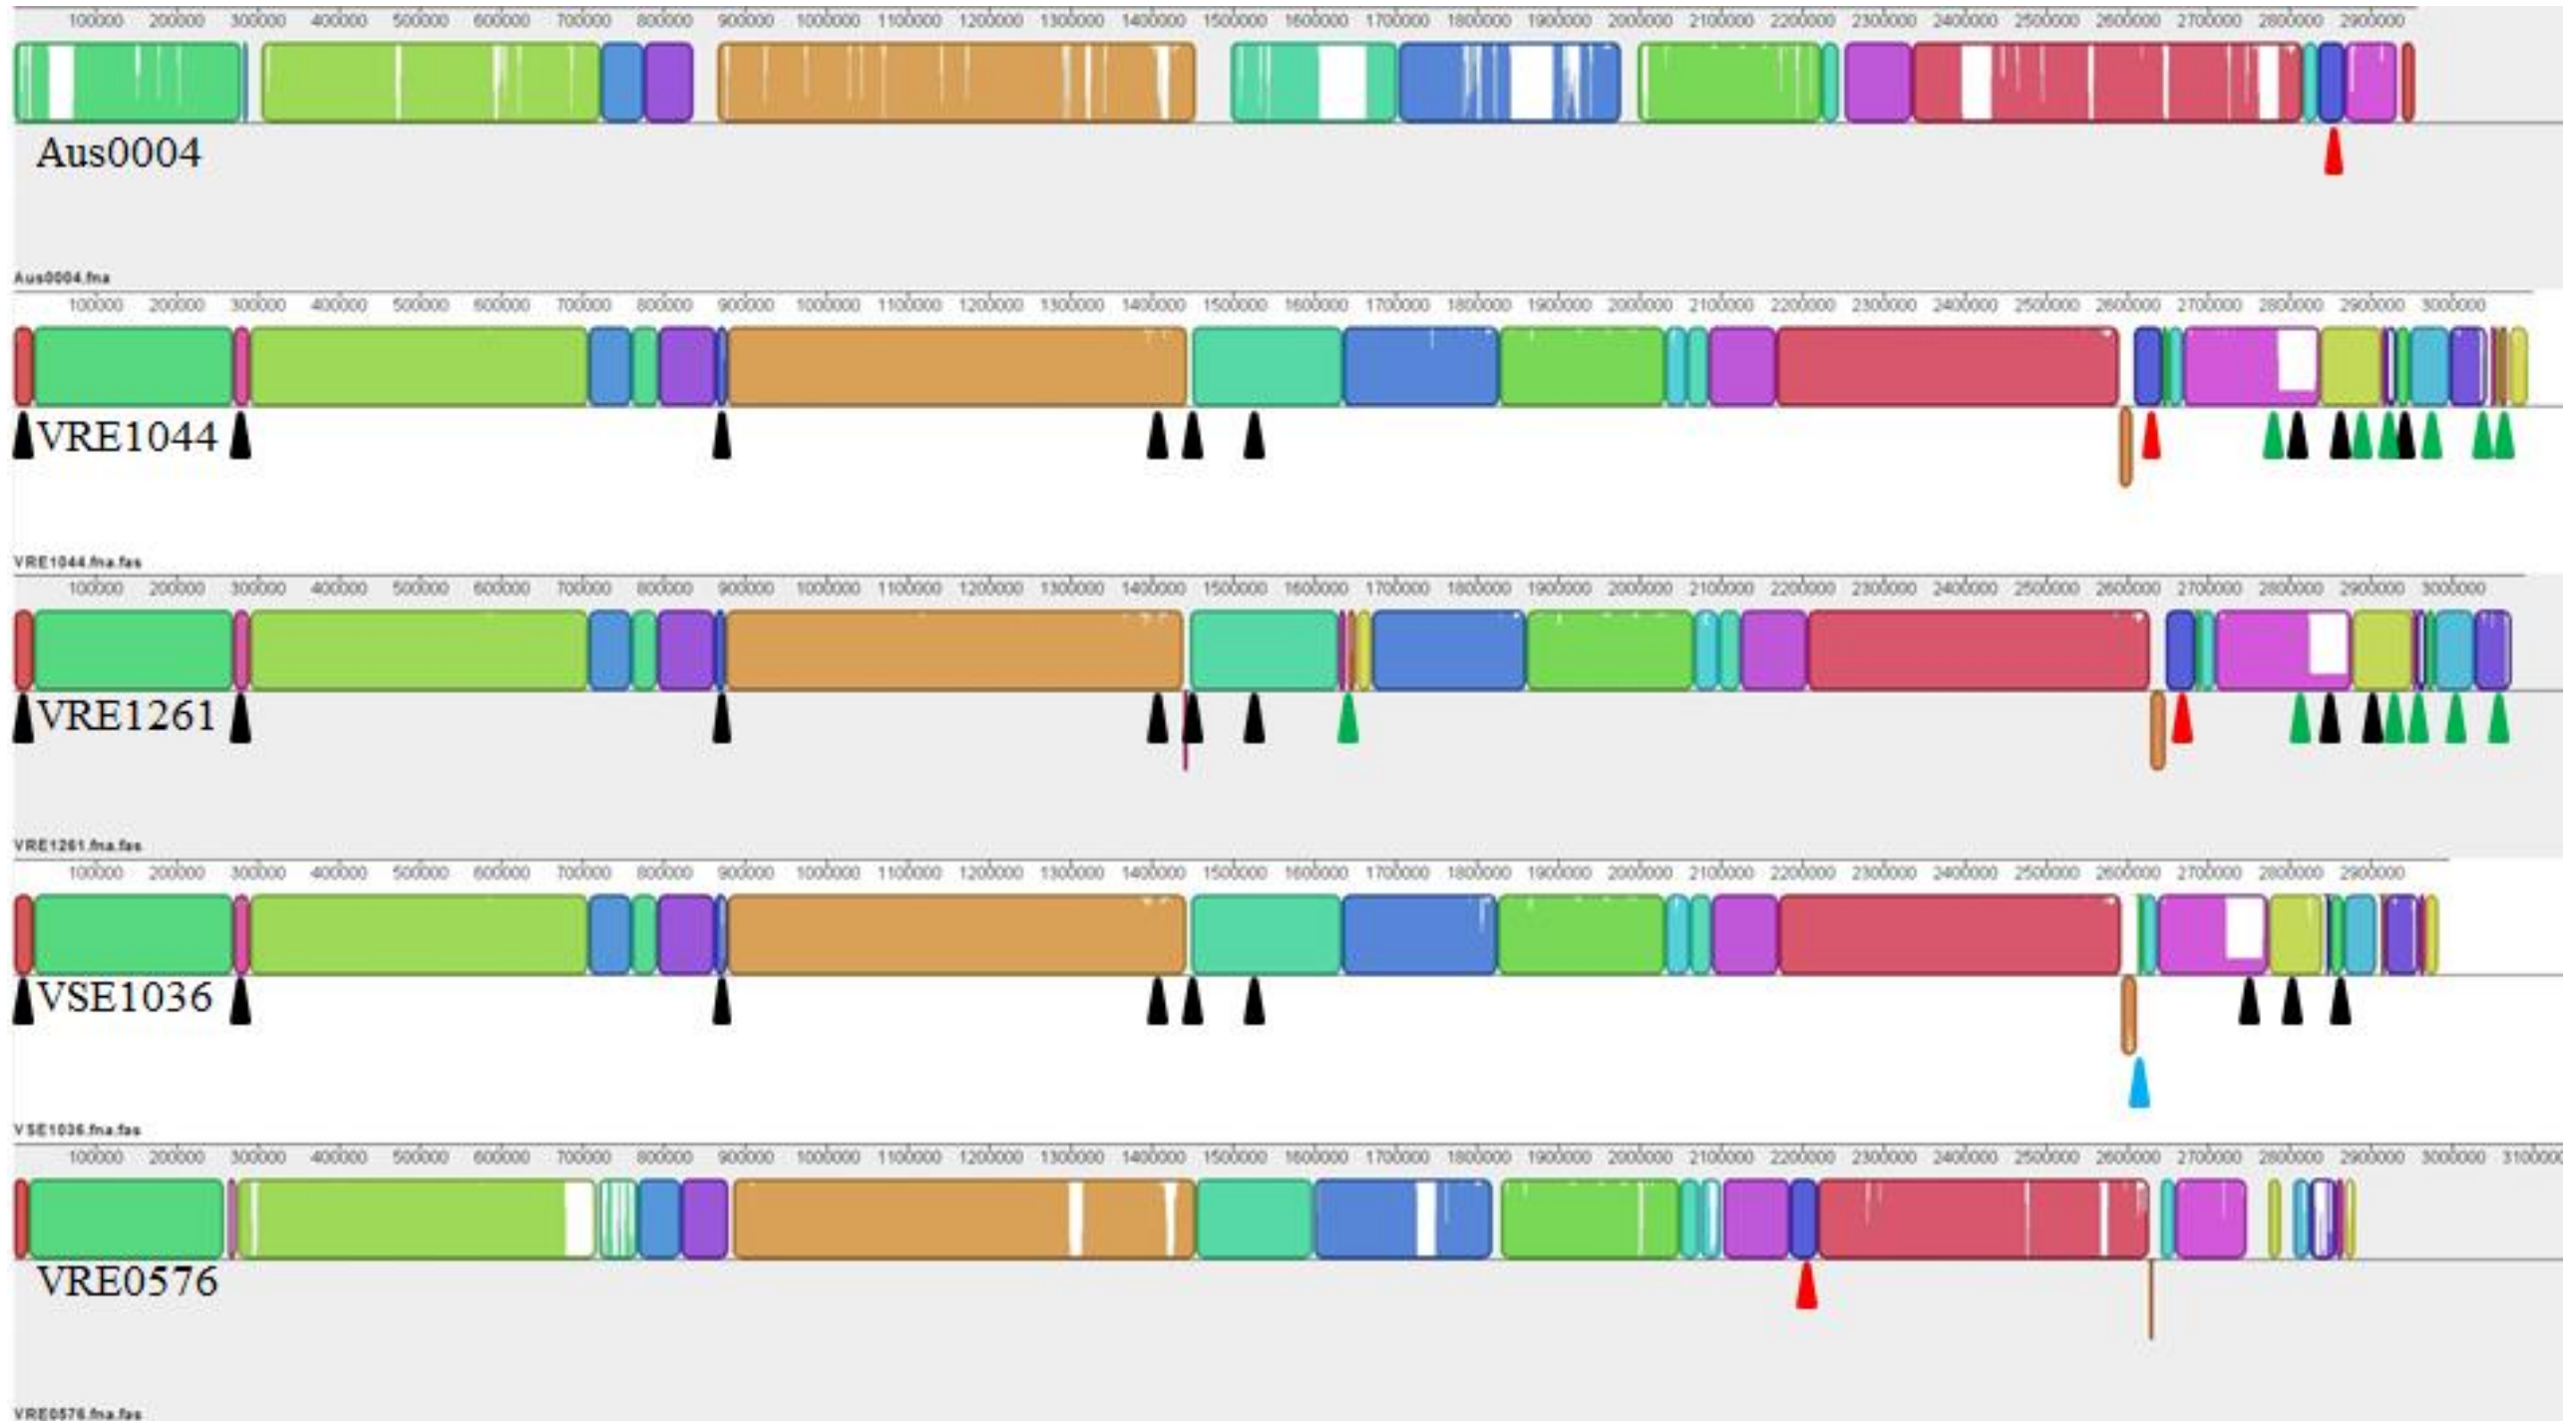 100000 200000 300000 400000 500000 600000 700000 800000 900000 1000000 1100000 1200000 1300000 1400000 1500000 1600000 1700000 1800000 1900000 2000000 2100000 2200000 2300000 2400000 2500000 2600000 2700000 2800000 2900000
Aus0004
Aus0004.fna
100000 200000 300000 400000 500000 600000 700000 800000 900000 1000000 1100000 1200000 1300000 1400000 1500000 1600000 1700000 1800000 1900000 2000000 2100000 2200000 2300000 2400000 2500000 2600000 2700000 2800000 2900000 3000000
VRE1044
VRE1044.fna.fas
100000 200000 300000 400000 500000 600000 700000 800000 900000 1000000 1100000 1200000 1300000 1400000 1500000 1600000 1700000 1800000 1900000 2000000 2100000 2200000 2300000 2400000 2500000 2600000 2700000 2800000 2900000 3000000
VRE1261
VRE1261.fna.fas
100000 200000 300000 400000 500000 600000 700000 800000 900000 1000000 1100000 1200000 1300000 1400000 1500000 1600000 1700000 1800000 1900000 2000000 2100000 2200000 2300000 2400000 2500000 2600000 2700000 2800000 2900000
VSE1036
VSE1036.fna.fas
100000 200000 300000 400000 500000 600000 700000 800000 900000 1000000 1100000 1200000 1300000 1400000 1500000 1600000 1700000 1800000 1900000 2000000 2100000 2200000 2300000 2400000 2500000 2600000 2700000 2800000 2900000 3000000 3100000
VRE0576
VRE0576.fna.fas